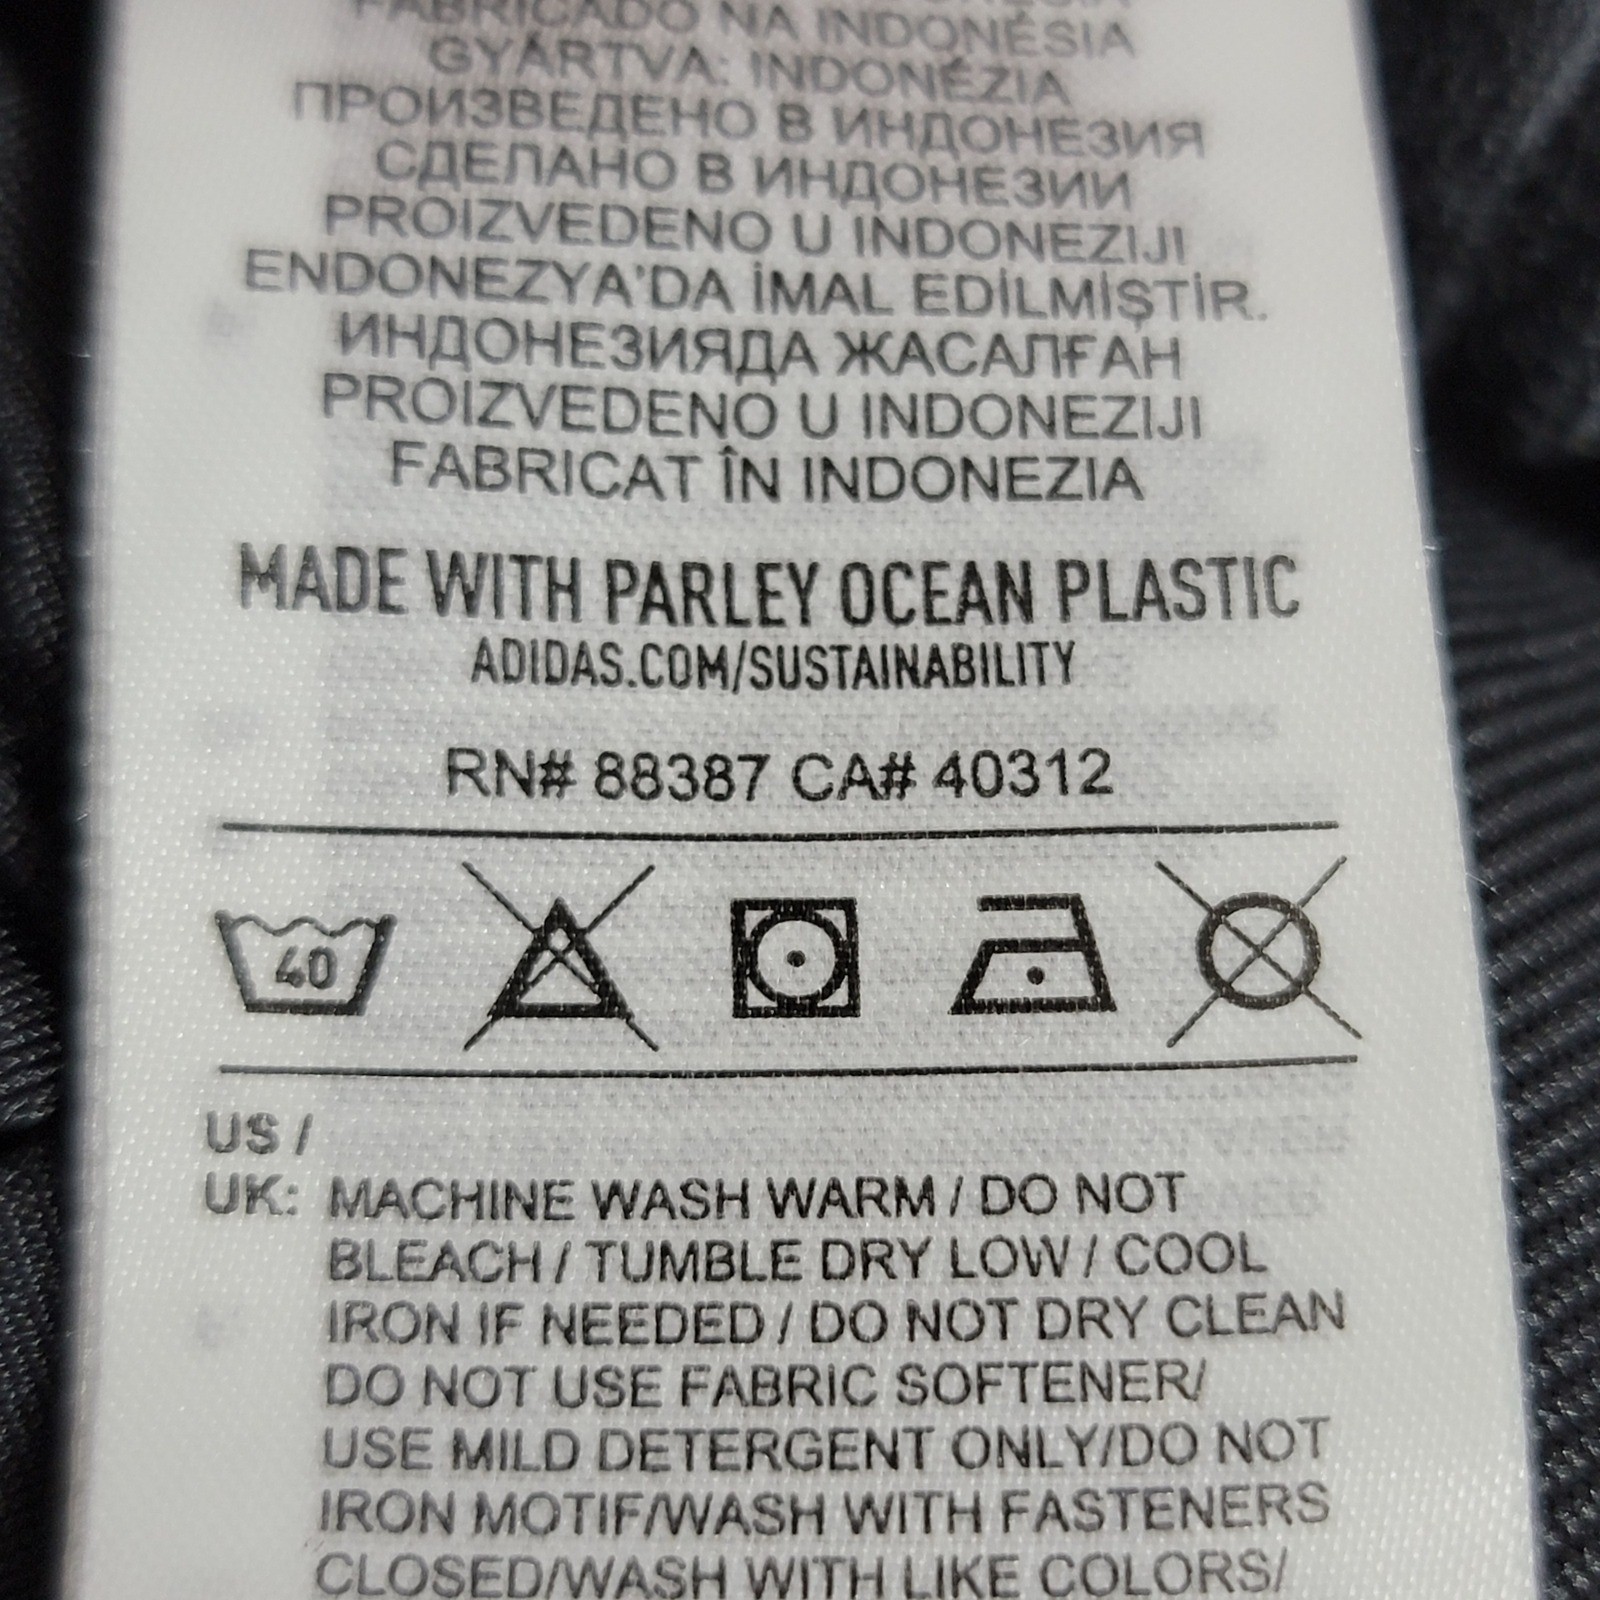 FABRICADO NA INDONÉSIA
GYÁRTVA: INDONÉZIA
ПРОИЗВЕДЕНО В ИНДОНЕЗИЯ
СДЕЛАНО В ИНДОНЕЗИИ
PROIZVEDENO U INDONEZIJI
ENDONEZYA'DA İMAL EDİLMİŞTİR.
ИНДОНЕЗИЯДА ЖАСАЛҒАН
PROIZVEDENO U INDONEZIJI
FABRICAT ÎN INDONEZIA
MADE WITH PARLEY OCEAN PLASTIC
ADIDAS.COM/SUSTAINABILITY
RN# 88387 CA# 40312
40
US /
UK: MACHINE WASH WARM / DO NOT
BLEACH / TUMBLE DRY LOW / COOL
IRON IF NEEDED / DO NOT DRY CLEAN
DO NOT USE FABRIC SOFTENER/
USE MILD DETERGENT ONLY/DO NOT
IRON MOTIF/WASH WITH FASTENERS
CLOSED/WASH WITH LIKE COLORS/